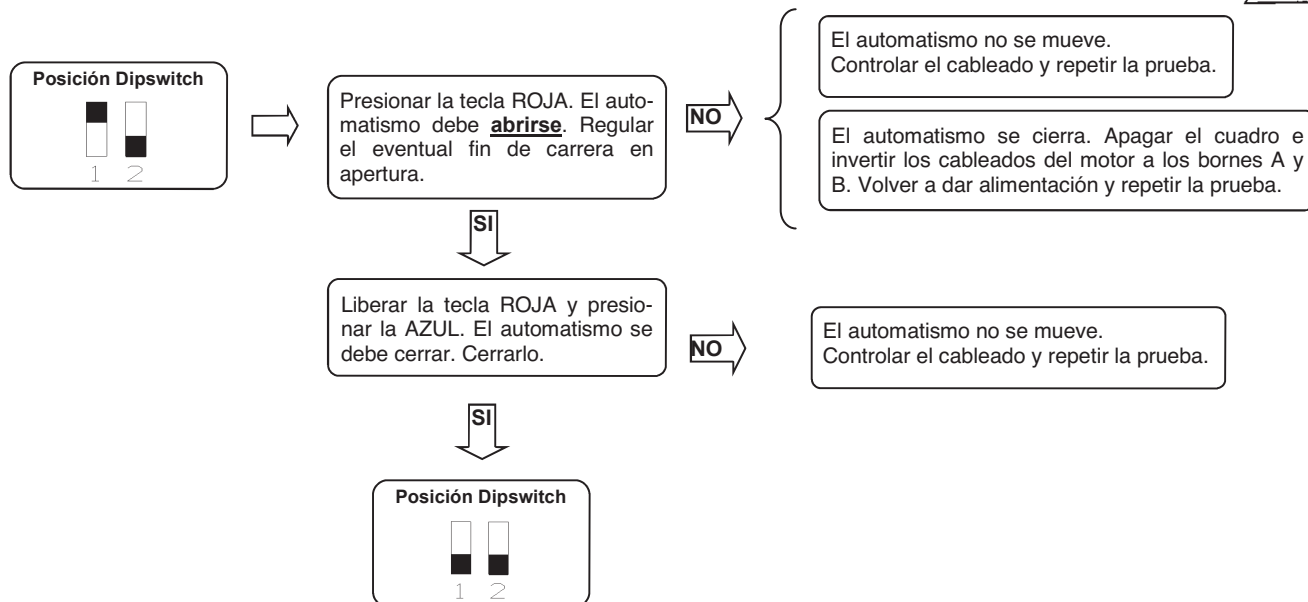 Posición Dipswitch
1 2
Presionar la tecla ROJA. El auto-
matismo debe abrirse. Regular
el eventual fin de carrera en
apertura.
NO
El automatismo no se mueve.
Controlar el cableado y repetir la prueba.
El automatismo se cierra. Apagar el cuadro e
invertir los cableados del motor a los bornes A y
B. Volver a dar alimentación y repetir la prueba.
SI
Liberar la tecla ROJA y presio-
nar la AZUL. El automatismo se
debe cerrar. Cerrarlo.
NO
El automatismo no se mueve.
Controlar el cableado y repetir la prueba.
SI
Posición Dipswitch
1 2